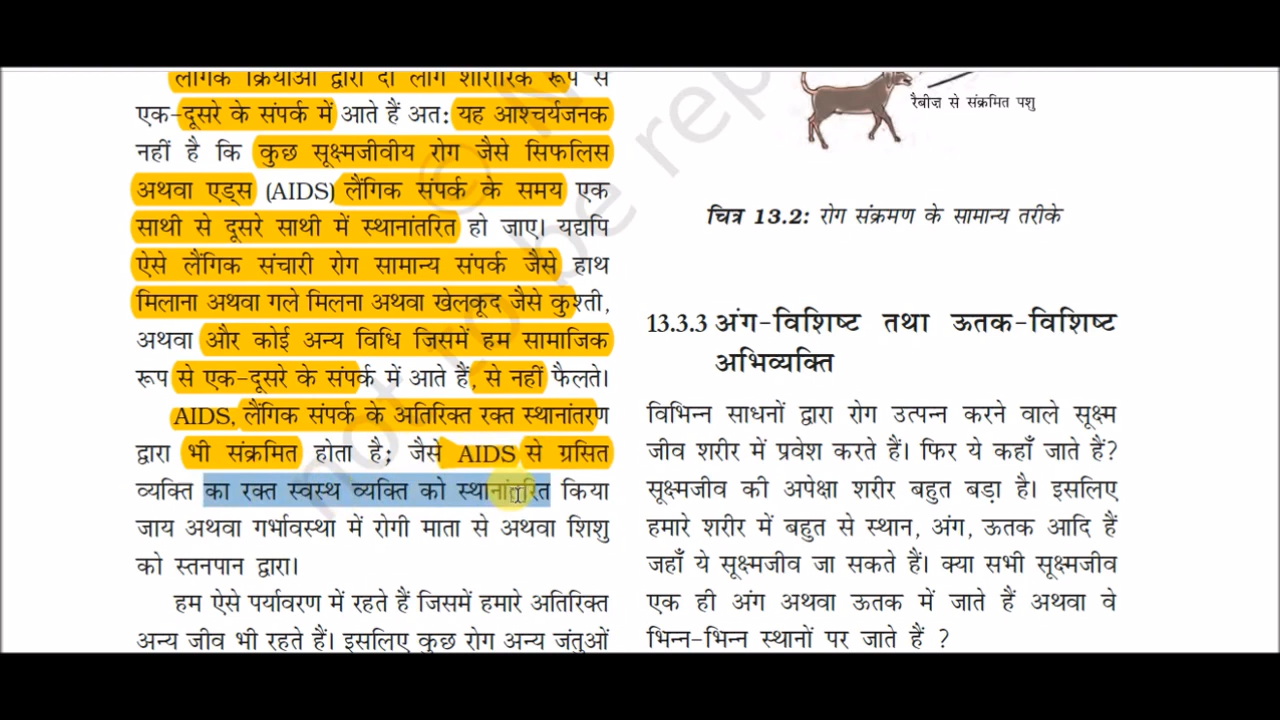 लैंगिक क्रियाओं द्वारा दो लोग शारीरिक रूप से
एक-दूसरे के संपर्क में आते हैं अत: यह आश्चर्यजनक
नहीं है कि कुछ सूक्ष्मजीवीय रोग जैसे सिफलिस
अथवा एड्स (AIDS) लैंगिक संपर्क के समय एक
साथी से दूसरे साथी में स्थानांतरित हो जाए। यद्यपि
ऐसे लैंगिक संचारी रोग सामान्य संपर्क जैसे हाथ
मिलाना अथवा गले मिलना अथवा खेलकूद जैसे कुश्ती,
अथवा और कोई अन्य विधि जिसमें हम सामाजिक
रूप से एक-दूसरे के संपर्क में आते हैं, से नहीं फैलते।
AIDS, लैंगिक संपर्क के अतिरिक्त रक्त स्थानांतरण
द्वारा भी संक्रमित होता है; जैसे AIDS से ग्रसित
व्यक्ति का रक्त स्वस्थ व्यक्ति को स्थानांतरित किया
जाय अथवा गर्भावस्था में रोगी माता से अथवा शिशु
को स्तनपान द्वारा।
हम ऐसे पर्यावरण में रहते हैं जिसमें हमारे अतिरिक्त
अन्य जीव भी रहते हैं। इसलिए कुछ रोग अन्य जंतुओं
रैबीज़ से संक्रमित पशु
चित्र 13.2: रोग संक्रमण के सामान्य तरीके
13.3.3 अंग-विशिष्ट तथा ऊतक-विशिष्ट
अभिव्यक्ति
विभिन्न साधनों द्वारा रोग उत्पन्न करने वाले सूक्ष्म
जीव शरीर में प्रवेश करते हैं। फिर ये कहाँ जाते हैं?
सूक्ष्मजीव की अपेक्षा शरीर बहुत बड़ा है। इसलिए
हमारे शरीर में बहुत से स्थान, अंग, ऊतक आदि हैं
जहाँ ये सूक्ष्मजीव जा सकते हैं। क्या सभी सूक्ष्मजीव
एक ही अंग अथवा ऊतक में जाते हैं अथवा वे
भिन्न-भिन्न स्थानों पर जाते हैं ?
© N
not to be rep